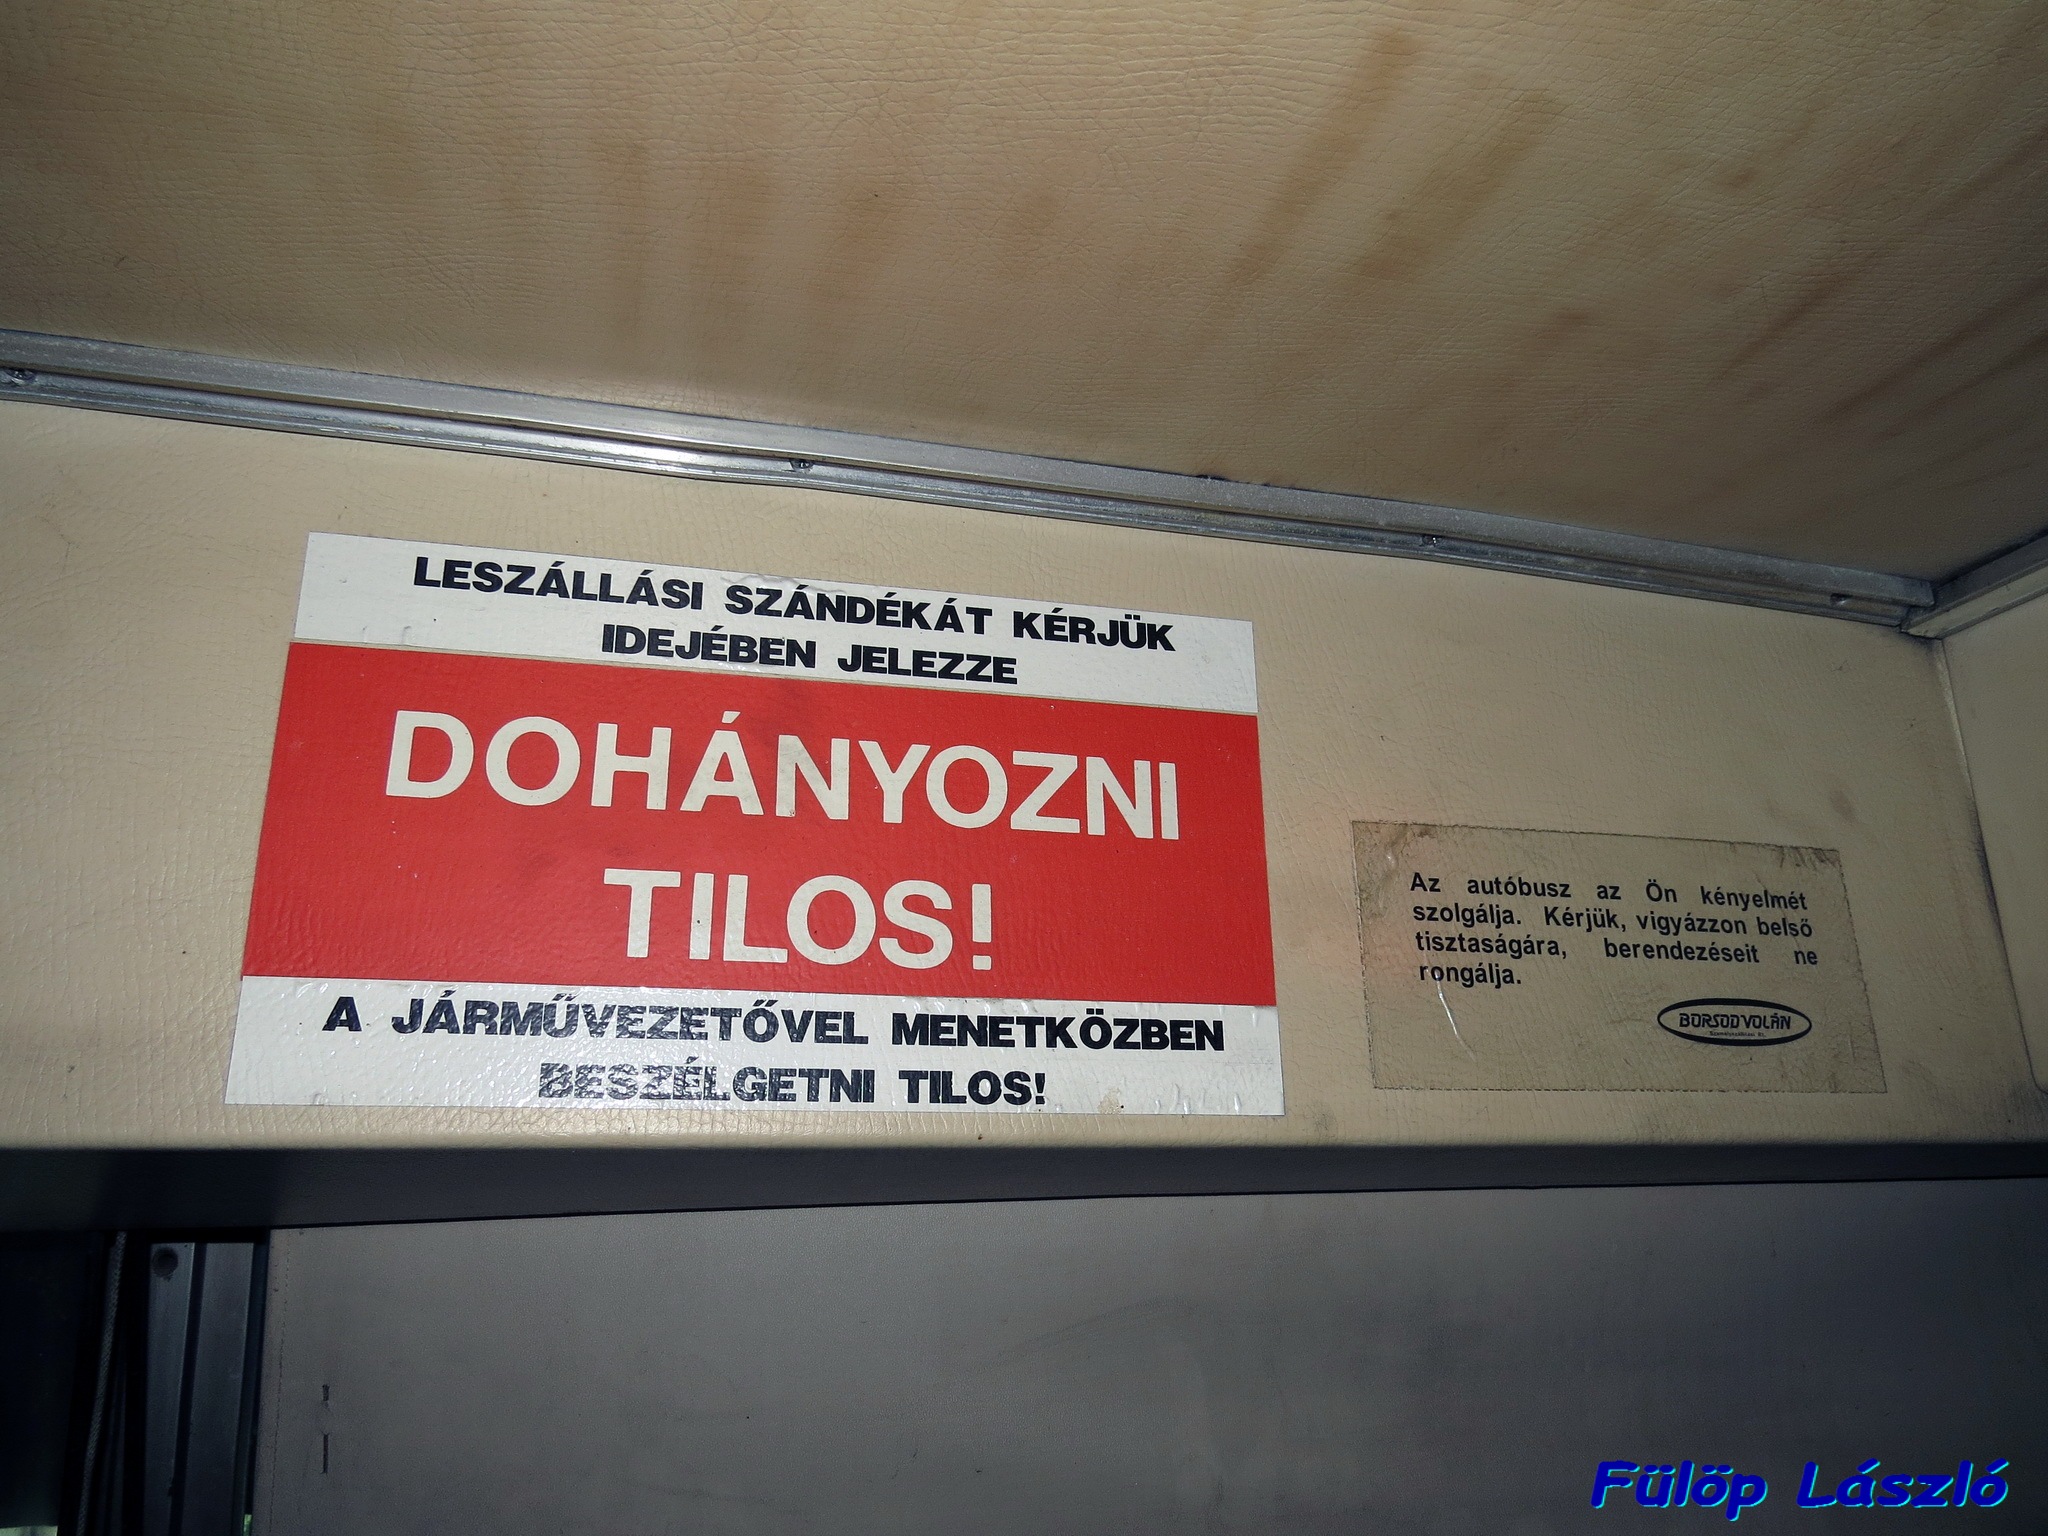 LESZÁLLÁSI SZÁNDÉKÁT KÉRJÜK
IDEJÉBEN JELEZZE
DOHÁNYOZNI
TILOS!
A JÁRMŰVEZETŐVEL MENETKÖZBEN
BESZÉLGETNI TILOS!
Az autóbusz az Ön kényelmét
szolgálja. Kérjük, vigyázzon belső
tisztaságára, berendezéseit ne
rongálja.
BORSOD VOLÁN
Fülöp László